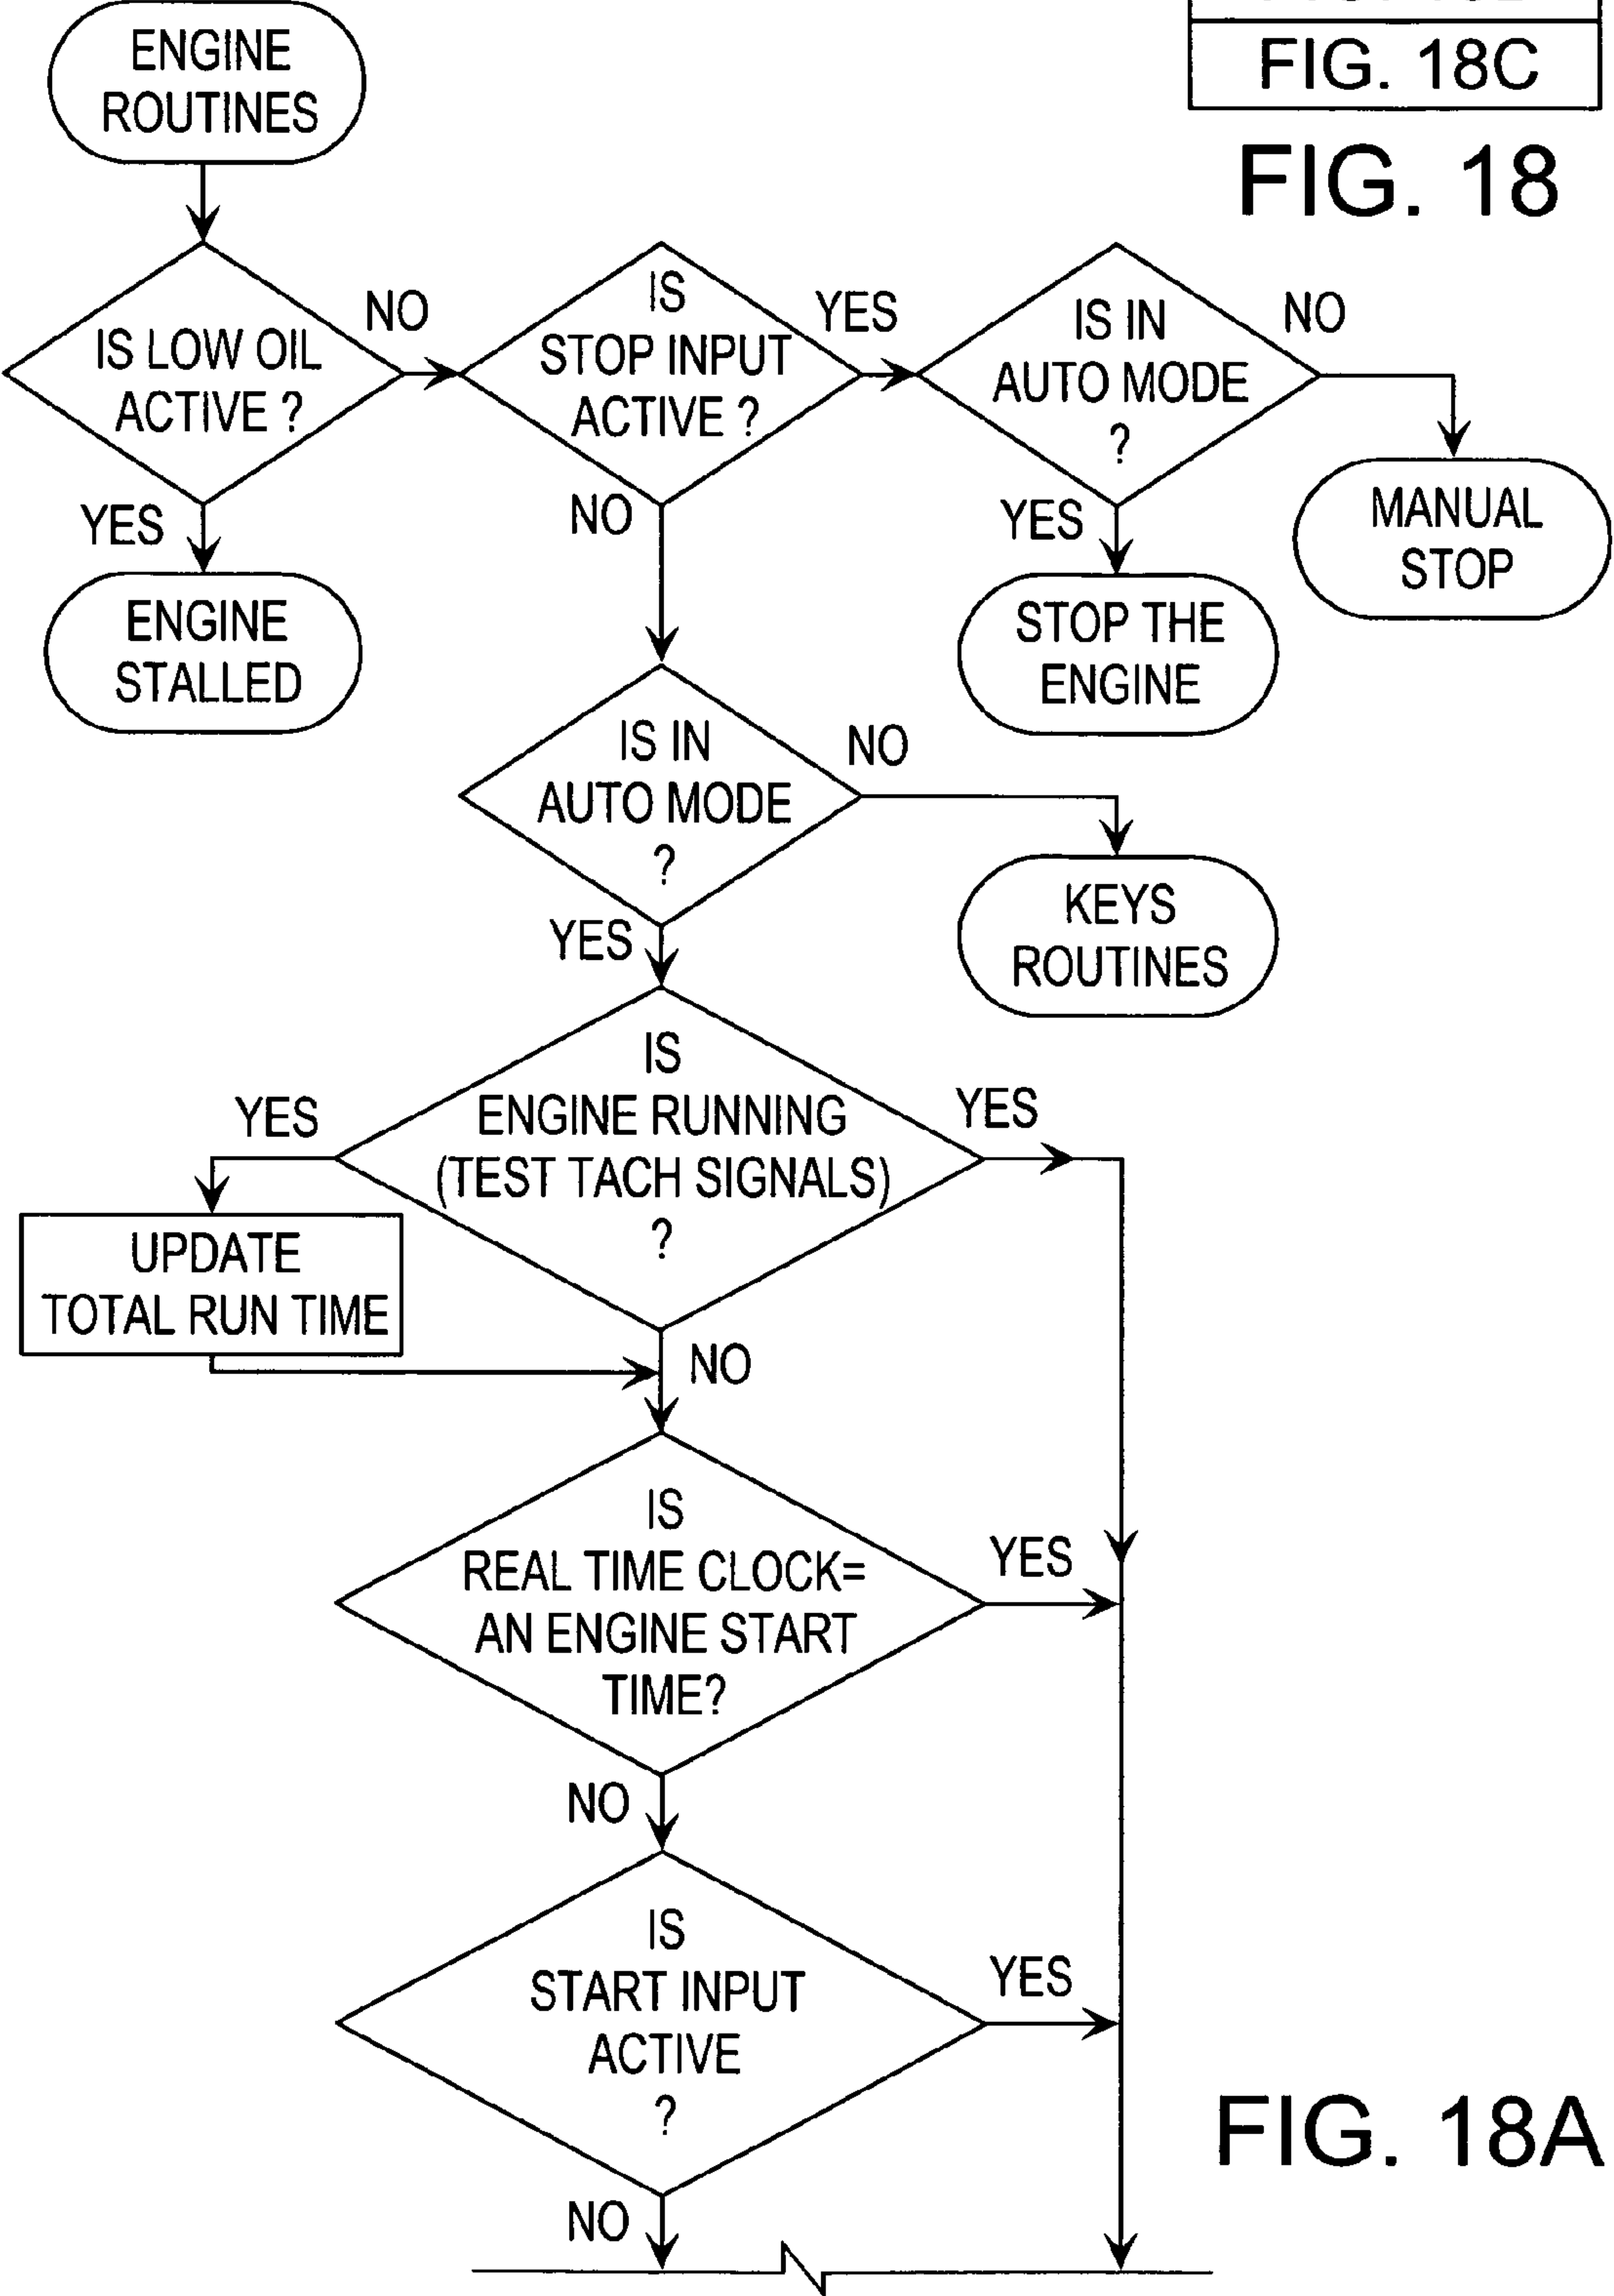 ENGINE
ROUTINES
FIG. 18C
FIG. 18
IS LOW OIL
ACTIVE ?
NO
IS
STOP INPUT
ACTIVE ?
YES
IS IN
AUTO MODE
?
NO
YES
ENGINE
STALLED
NO
YES
STOP THE
ENGINE
MANUAL
STOP
IS IN
AUTO MODE
?
NO
KEYS
ROUTINES
YES
IS
ENGINE RUNNING
(TEST TACH SIGNALS)
?
YES
YES
UPDATE
TOTAL RUN TIME
NO
IS
REAL TIME CLOCK=
AN ENGINE START
TIME?
YES
NO
IS
START INPUT
ACTIVE
?
YES
NO
FIG. 18A